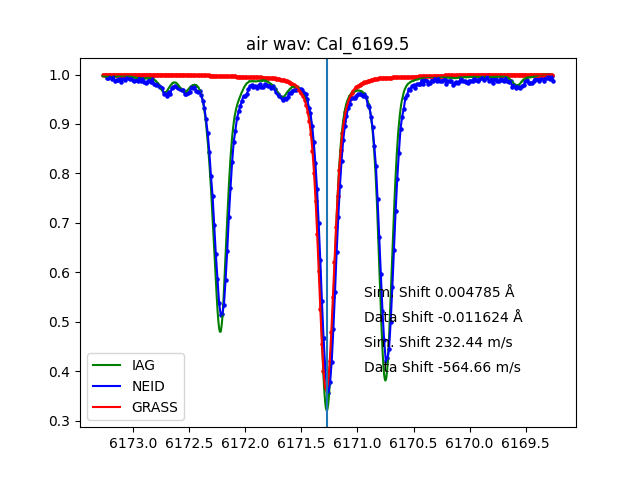 air wav: Cal_6169.5
1.0
0.9
0.8
0.7
0.6
0.5
0.4
0.3
Sim. Shift 0.004785 Å
Data Shift -0.011624 Å
Sim. Shift 232.44 m/s
Data Shift -564.66 m/s
IAG
NEID
GRASS
6173.0 6172.5 6172.0 6171.5 6171.0 6170.5 6170.0 6169.5